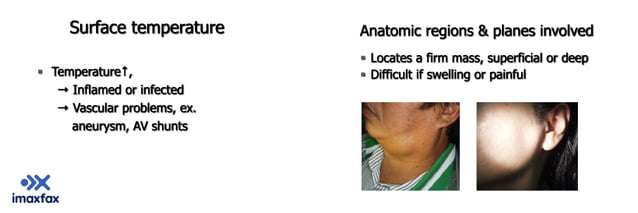 Surface temperature
▪ Temperature↑,
→ Inflamed or infected
→ Vascular problems, ex.
aneurysm, AV shunts
imaxfax
Anatomic regions & planes involved
▪ Locates a firm mass, superficial or deep
▪ Difficult if swelling or painful